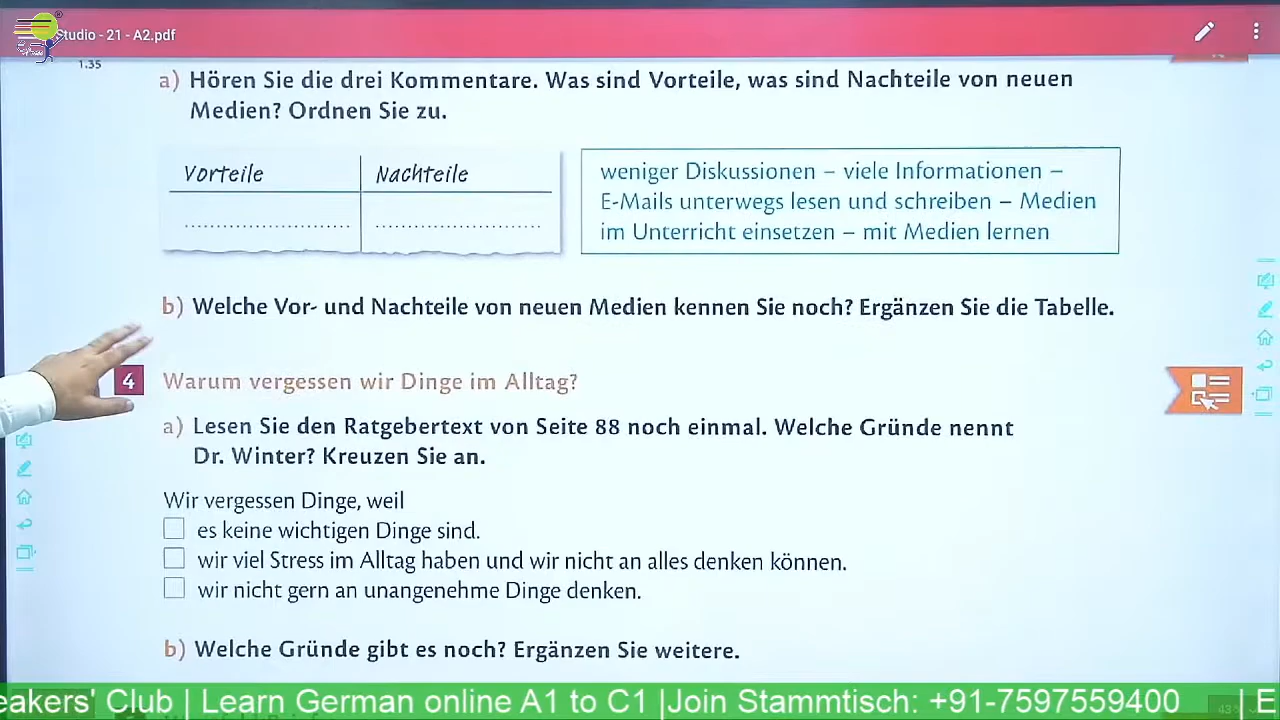 Studio - 21 - A2.pdf
1.35
a) Hören Sie die drei Kommentare. Was sind Vorteile, was sind Nachteile von neuen
Medien? Ordnen Sie zu.
Vorteile
Nachteile
weniger Diskussionen – viele Informationen –
E-Mails unterwegs lesen und schreiben – Medien
im Unterricht einsetzen – mit Medien lernen
b) Welche Vor- und Nachteile von neuen Medien kennen Sie noch? Ergänzen Sie die Tabelle.
4 Warum vergessen wir Dinge im Alltag?
a) Lesen Sie den Ratgebertext von Seite 88 noch einmal. Welche Gründe nennt
Dr. Winter? Kreuzen Sie an.
Wir vergessen Dinge, weil
es keine wichtigen Dinge sind.
wir viel Stress im Alltag haben und wir nicht an alles denken können.
wir nicht gern an unangenehme Dinge denken.
b) Welche Gründe gibt es noch? Ergänzen Sie weitere.
eakers' Club | Learn German online A1 to C1 |Join Stammtisch: +91-7597559400 | E